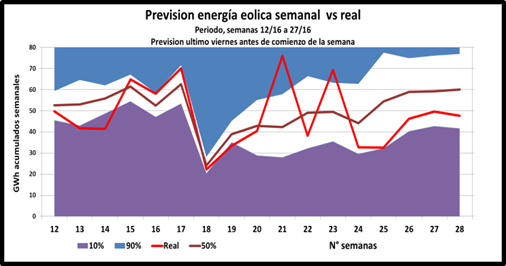 Prevision energía eolica semanal vs real
Periodo, semanas 12/16 a 27/16
Prevision ultimo viernes antes de comienzo de la semana
GWh acumulados semanales
80
70
60
50
40
30
20
10
0
12 13 14 15 16 17 18 19 20 21 22 23 24 25 26 27 28
10% 90% Real 50% N° semanas